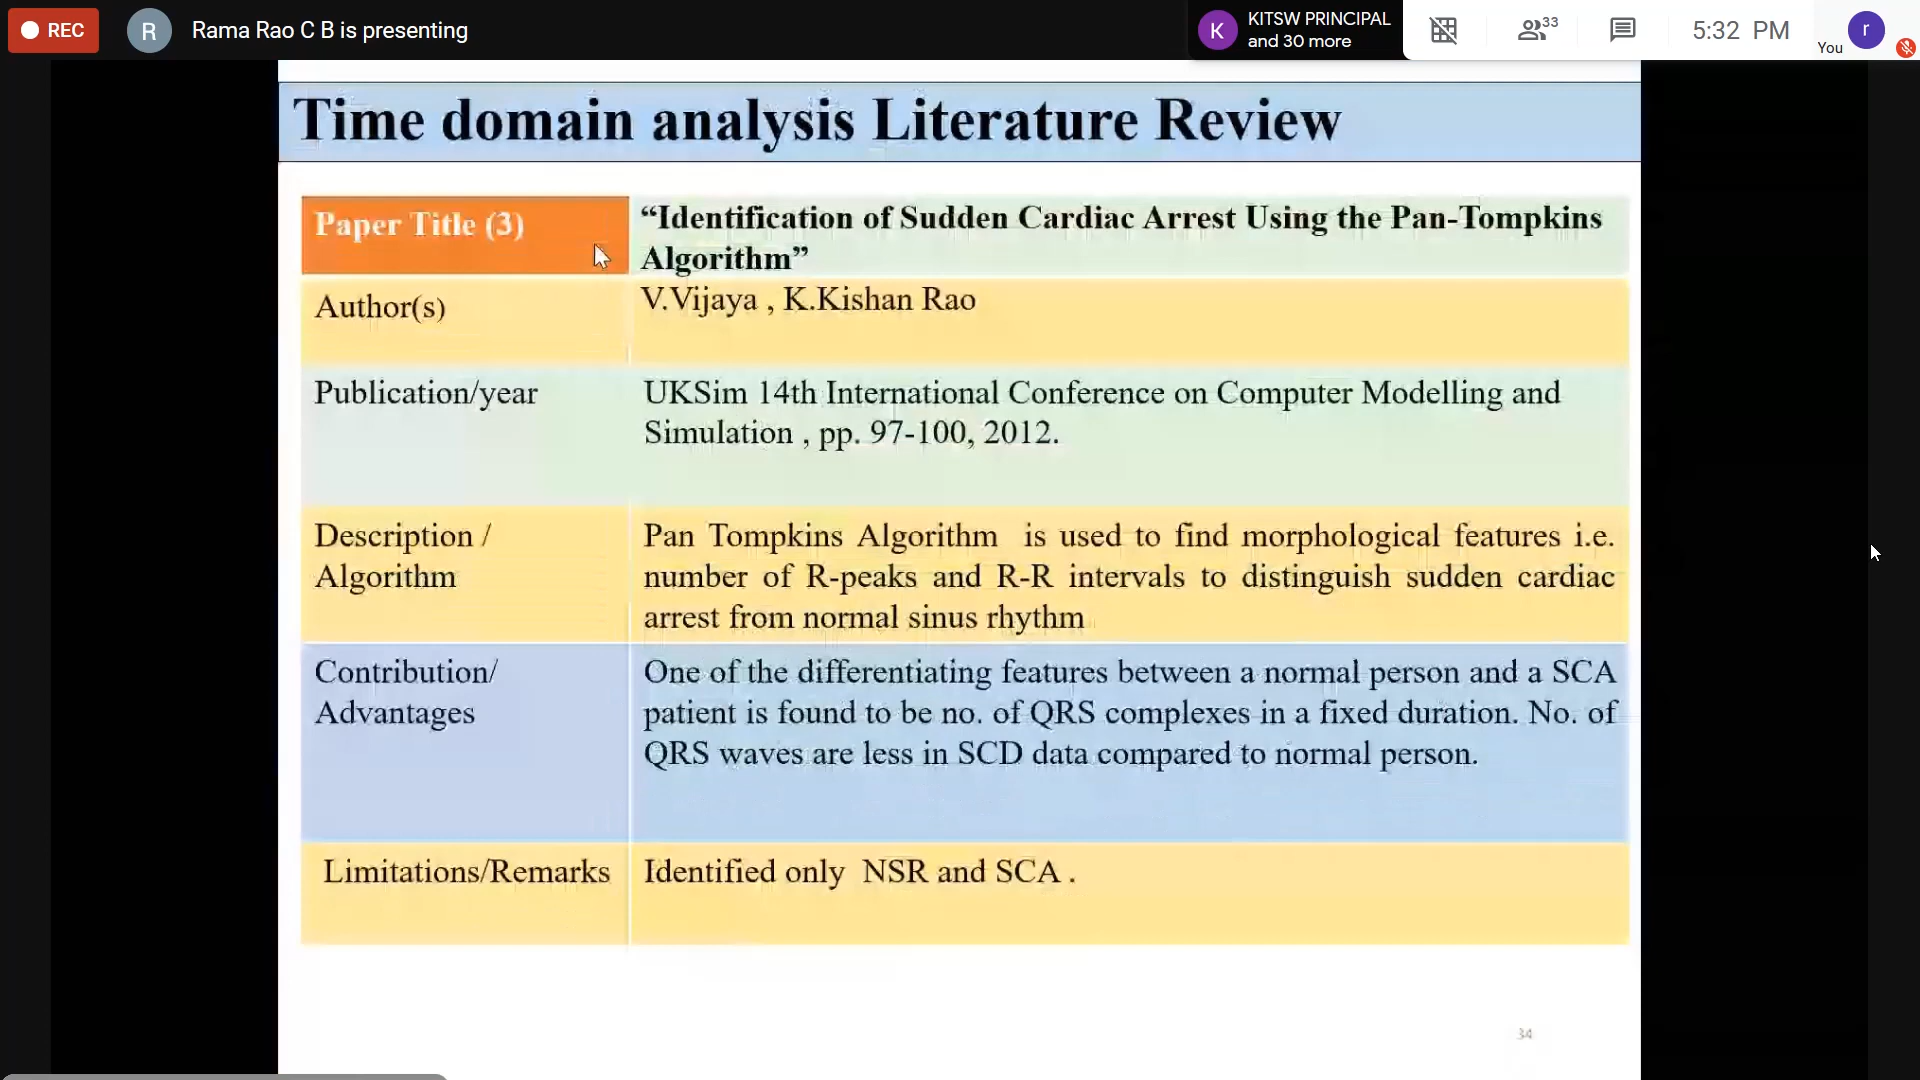 REC
R
Rama Rao C B is presenting
K
KITSW PRINCIPAL
and 30 more
33
5:32 PM
You
r
Time domain analysis Literature Review
Paper Title (3)
“Identification of Sudden Cardiac Arrest Using the Pan-Tompkins
Algorithm”
Author(s)
V.Vijaya , K.Kishan Rao
Publication/year
UKSim 14th International Conference on Computer Modelling and
Simulation , pp. 97-100, 2012.
Description /
Algorithm
Pan Tompkins Algorithm is used to find morphological features i.e.
number of R-peaks and R-R intervals to distinguish sudden cardiac
arrest from normal sinus rhythm
Contribution/
Advantages
One of the differentiating features between a normal person and a SCA
patient is found to be no. of QRS complexes in a fixed duration. No. of
QRS waves are less in SCD data compared to normal person.
Limitations/Remarks
Identified only NSR and SCA .
34